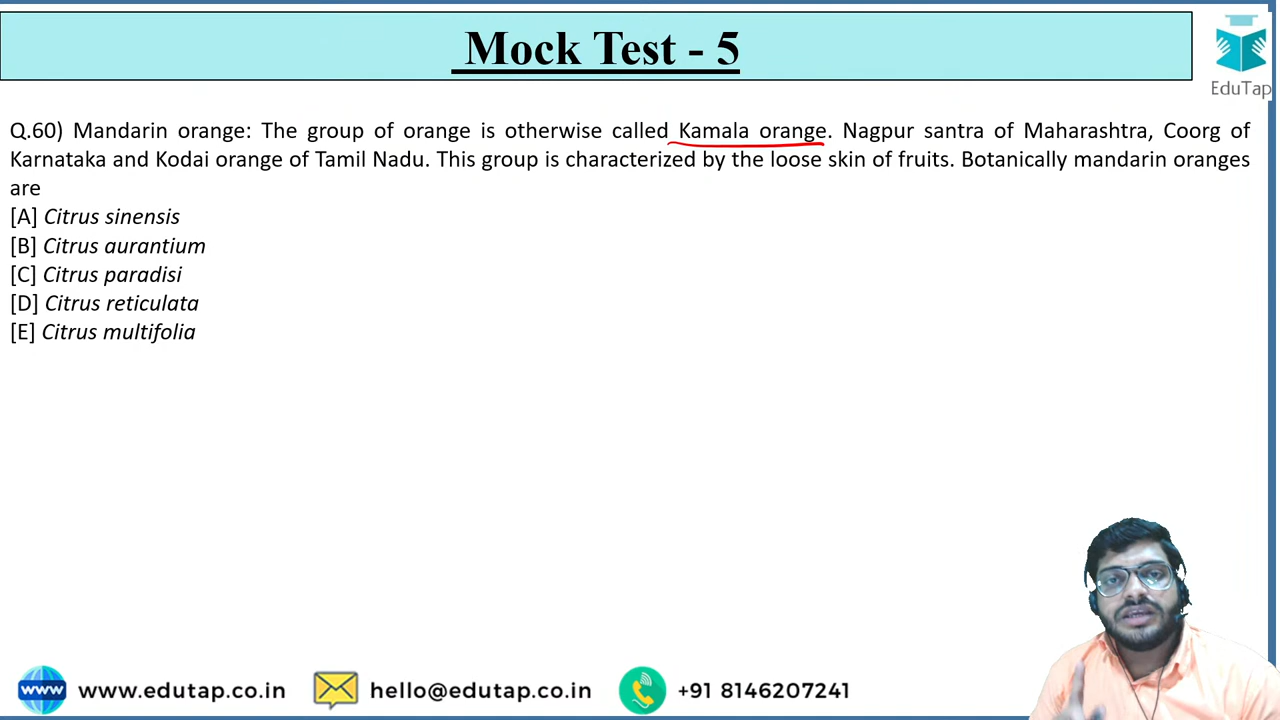 Mock Test - 5
EduTap
Q.60) Mandarin orange: The group of orange is otherwise called Kamala orange. Nagpur santra of Maharashtra, Coorg of
Karnataka and Kodai orange of Tamil Nadu. This group is characterized by the loose skin of fruits. Botanically mandarin oranges
are
[A] Citrus sinensis
[B] Citrus aurantium
[C] Citrus paradisi
[D] Citrus reticulata
[E] Citrus multifolia
www www.edutap.co.in hello@edutap.co.in +91 8146207241